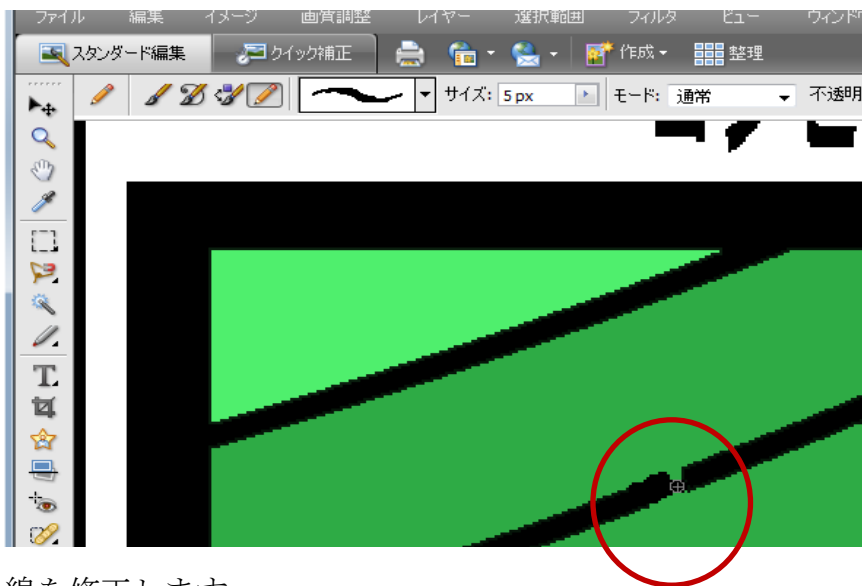 ファイル 編集 イメージ 画質調整 レイヤー 選択範囲 フィルタ ビュー
スタンダード編集 クイック補正 作成 整理
サイズ: 5 px モード: 通常 不透明
T
線を修正します